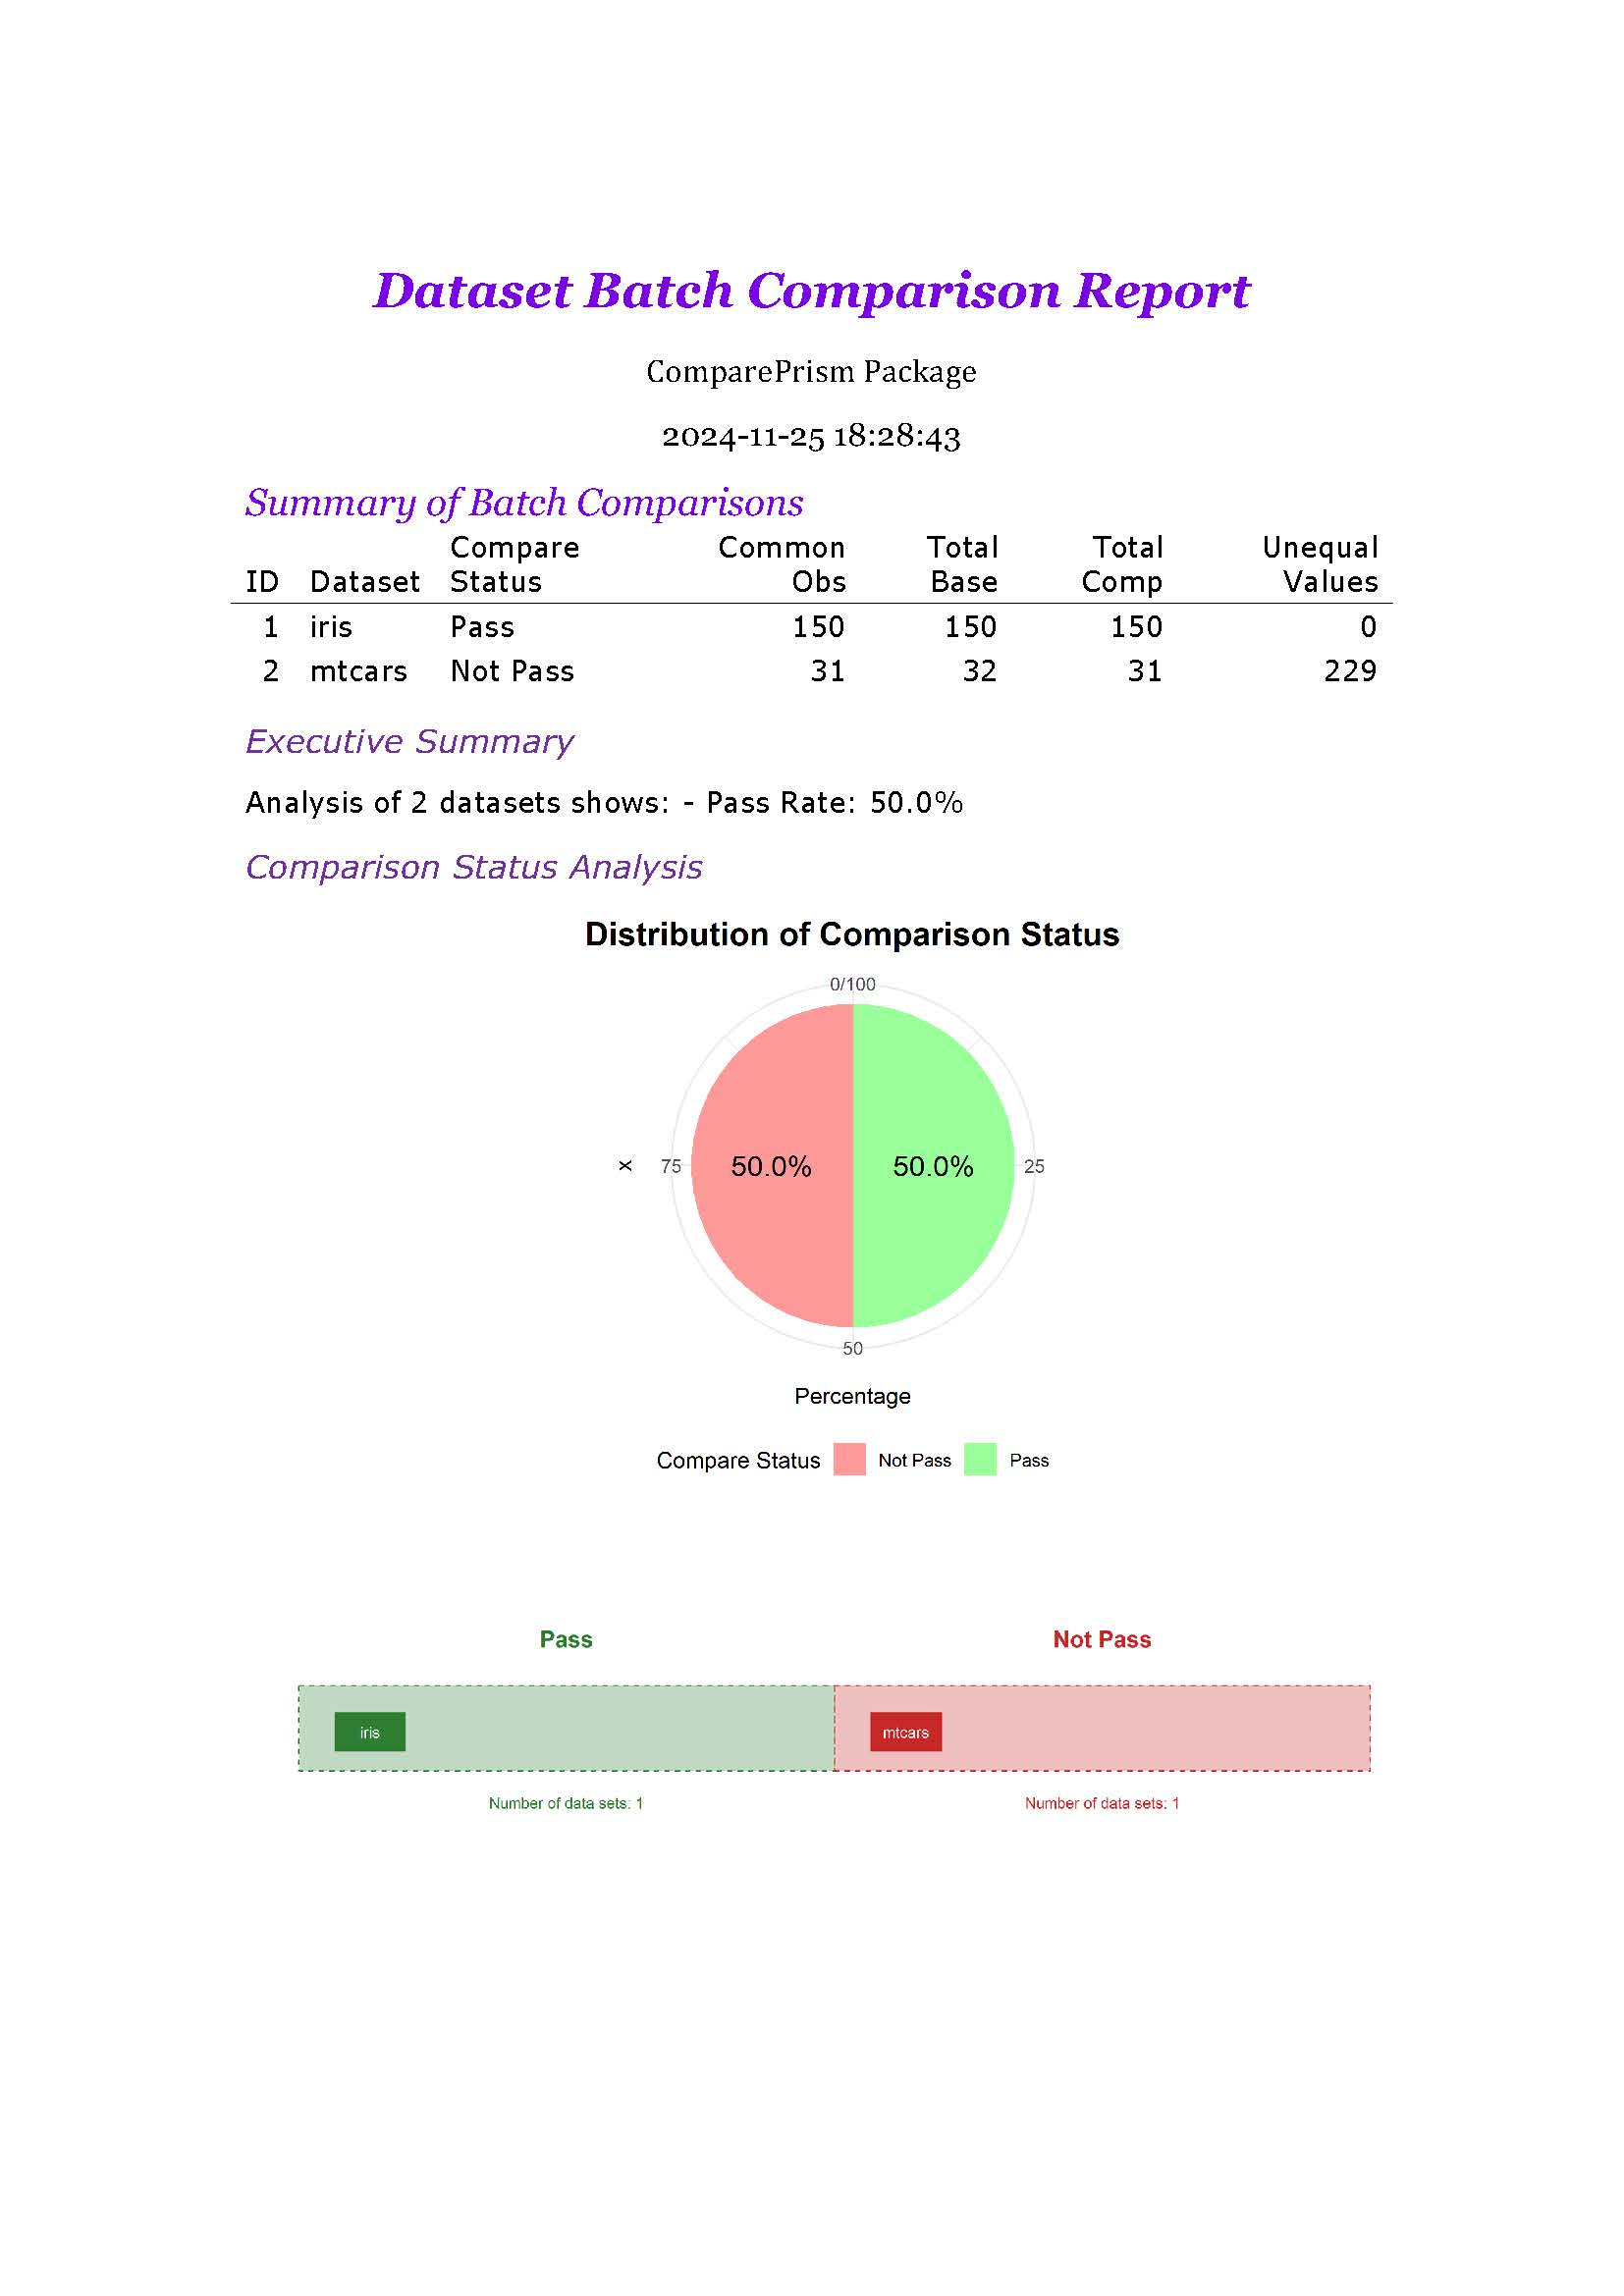 Dataset Batch Comparison Report
ComparePrism Package
2024-11-25 18:28:43
Summary of Batch Comparisons
ID Dataset Compare Status Common Obs Total Base Total Comp Unequal Values
1 iris Pass 150 150 150 0
2 mtcars Not Pass 31 32 31 229
Executive Summary
Analysis of 2 datasets shows: - Pass Rate: 50.0%
Comparison Status Analysis
Distribution of Comparison Status
0/100
x 75 50.0% 50.0% 25
50
Percentage
Compare Status Not Pass Pass
Pass Not Pass
iris mtcars
Number of data sets: 1 Number of data sets: 1